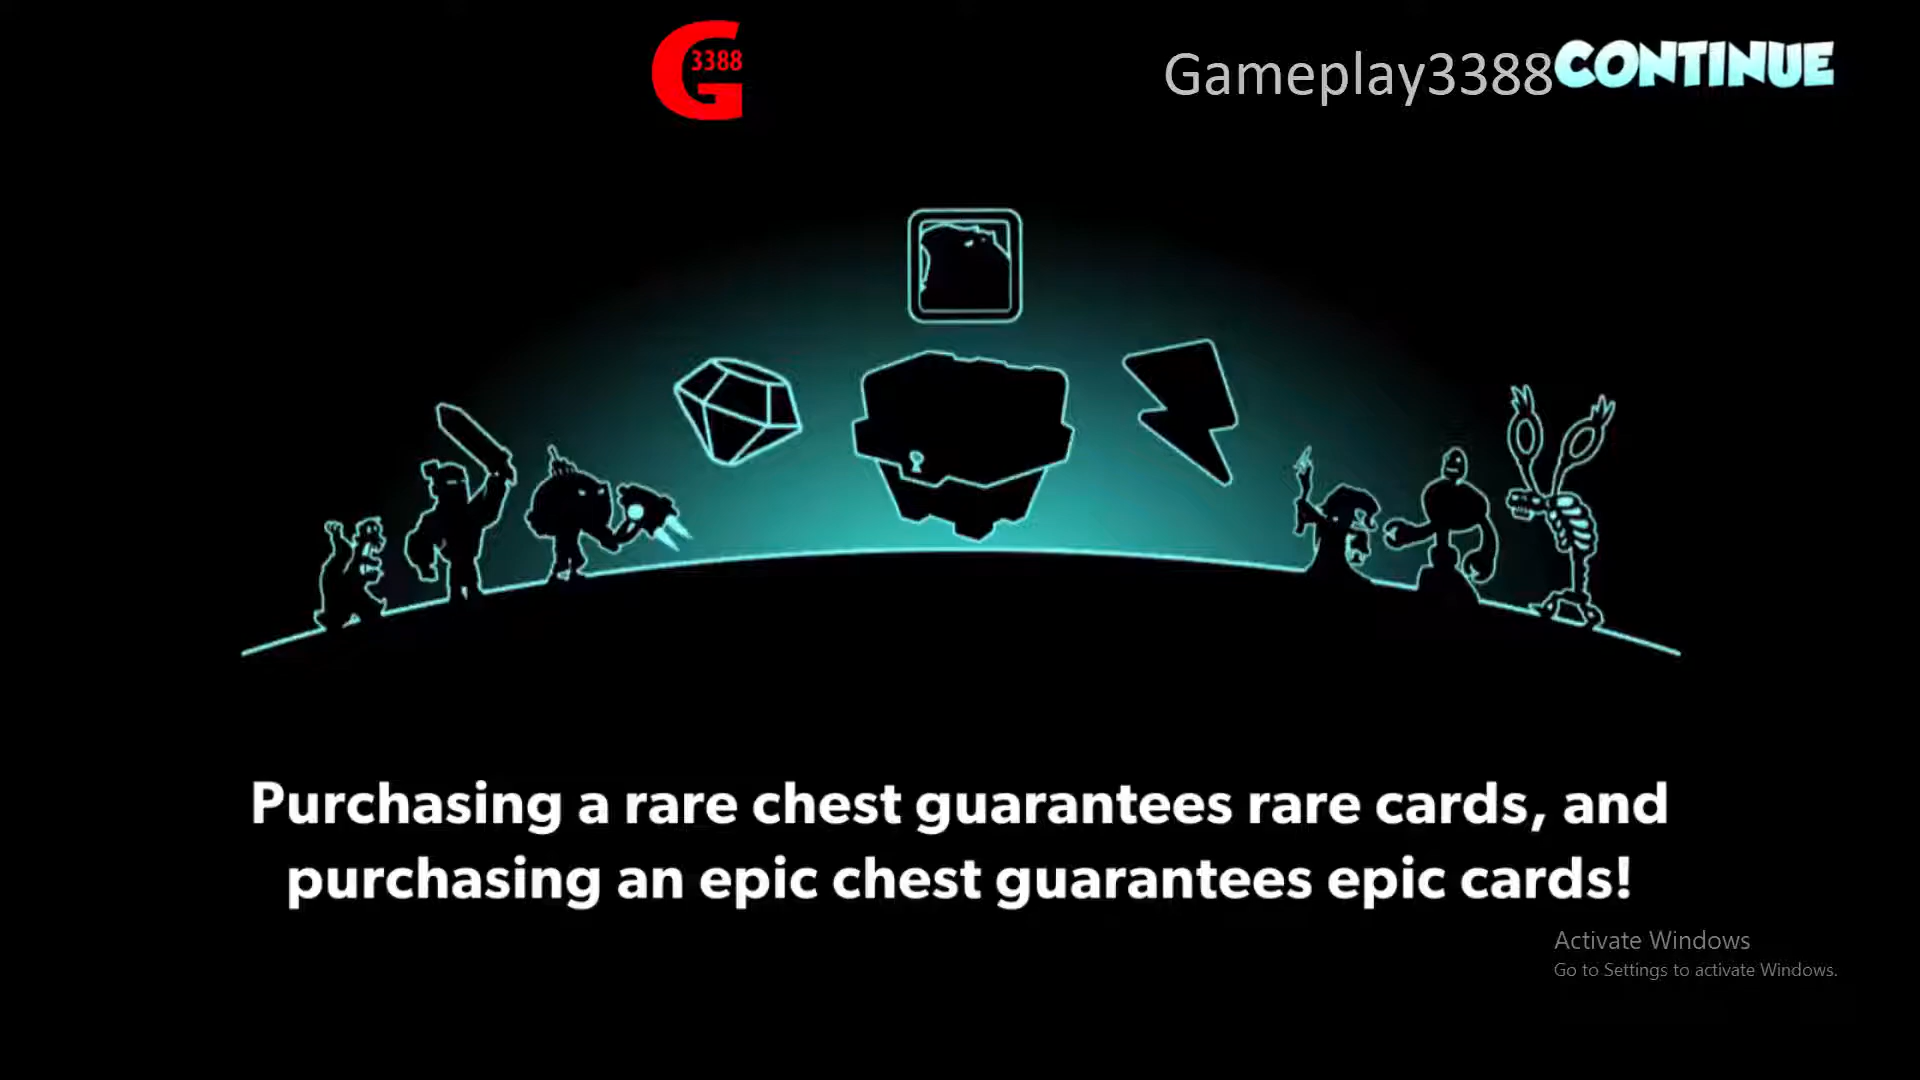 G 3388
Gameplay3388
CONTINUE
Purchasing a rare chest guarantees rare cards, and
purchasing an epic chest guarantees epic cards!
Activate Windows
Go to Settings to activate Windows.